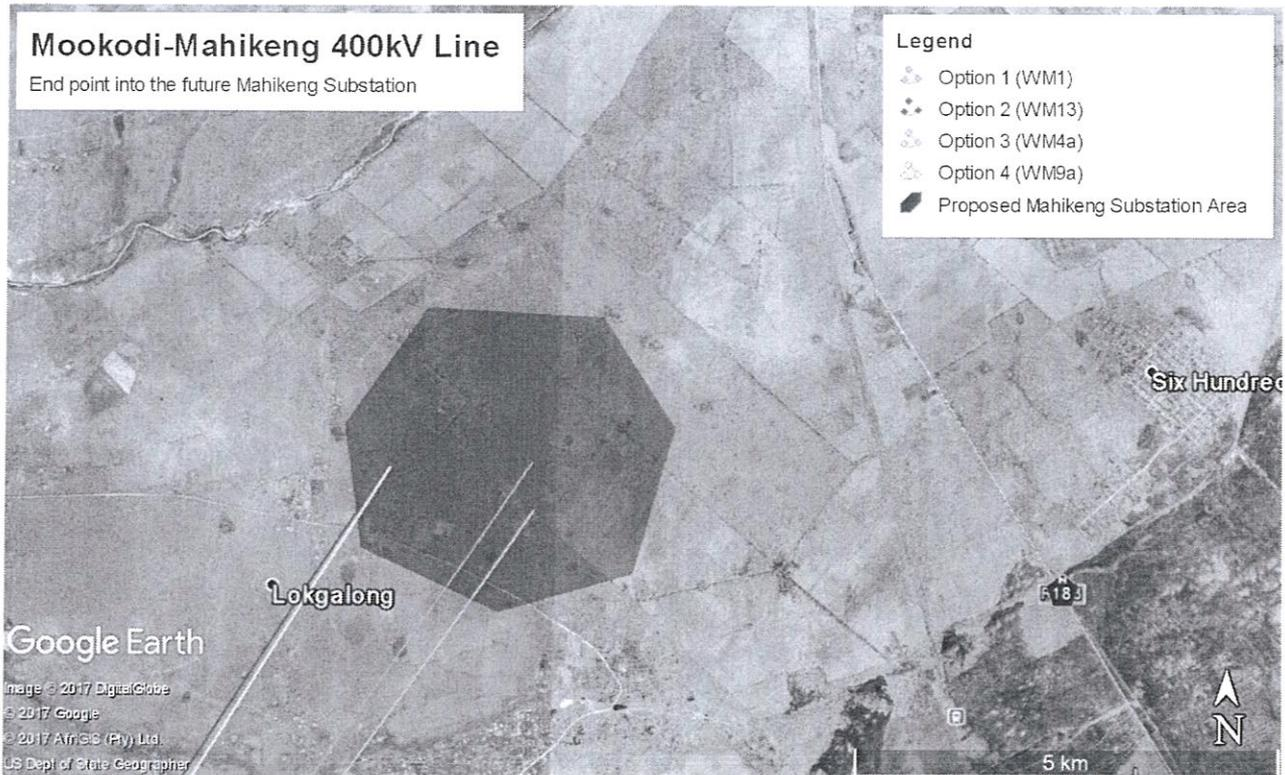 Mookodi-Mahikeng 400kV Line
End point into the future Mahikeng Substation
Legend
Option 1 (WM1)
Option 2 (WM13)
Option 3 (WM4a)
Option 4 (WM9a)
Proposed Mahikeng Substation Area
Six Hundred
Lokgalong
Google Earth
Image © 2017 DigitalGlobe
© 2017 Google
© 2017 AfriGIS (Pty) Ltd.
US Dept of State Geographer
N
5 km